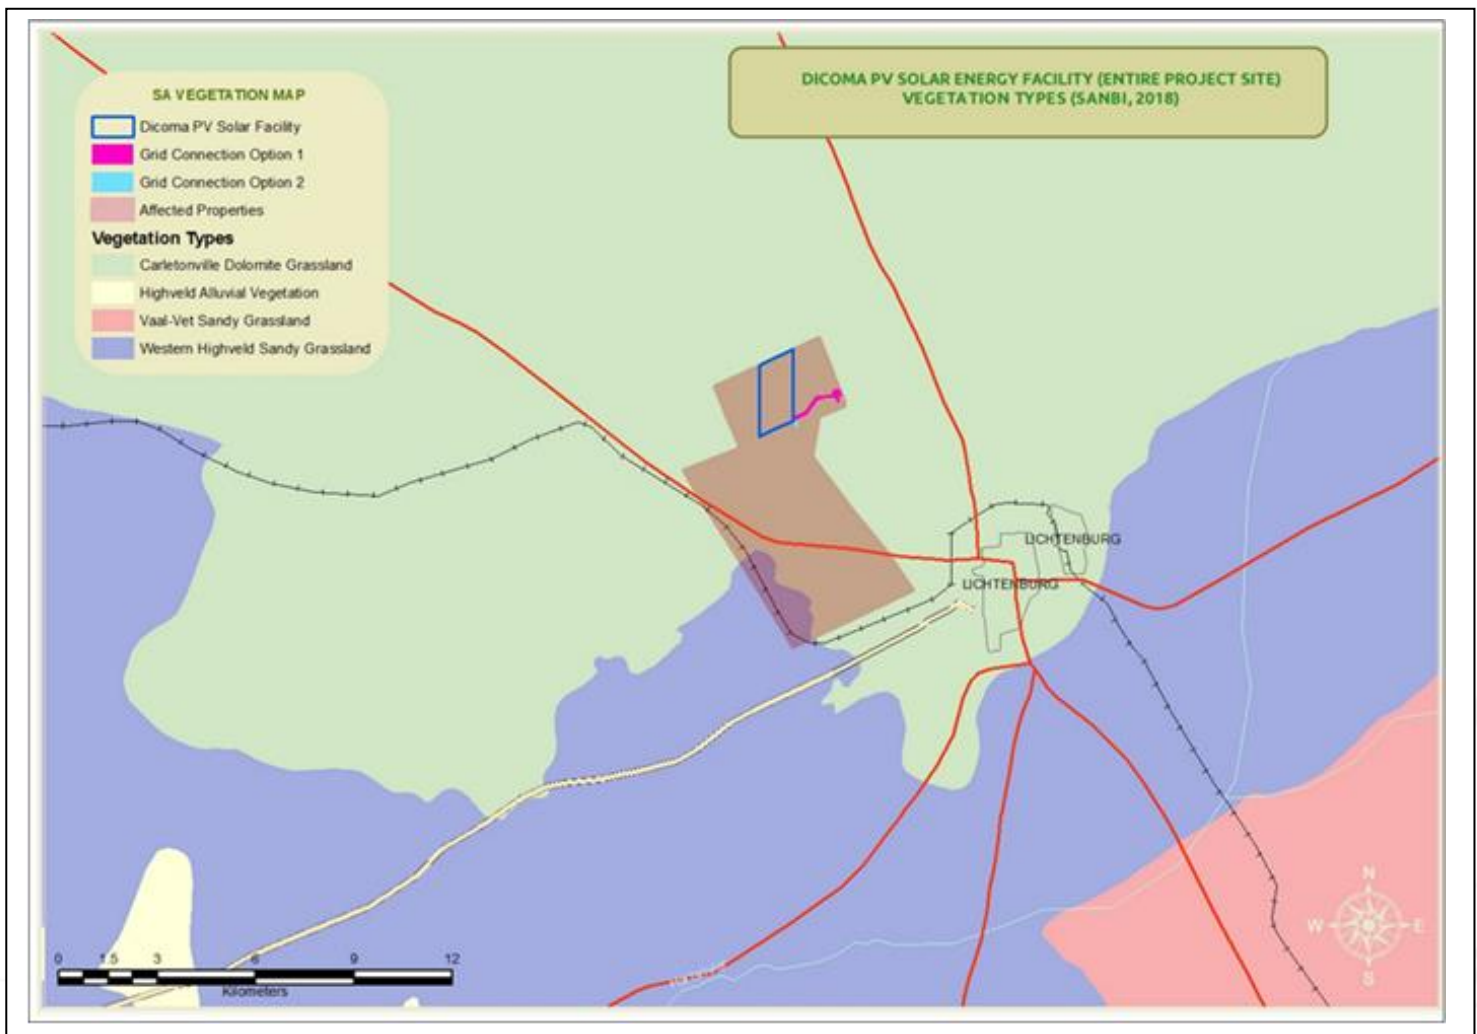 DICOMA PV SOLAR ENERGY FACILITY (ENTIRE PROJECT SITE)
VEGETATION TYPES (SANBI, 2018)
SA VEGETATION MAP
Dicoma PV Solar Facility
Grid Connection Option 1
Grid Connection Option 2
Affected Properties
Vegetation Types
Carletonville Dolomite Grassland
Highveld Alluvial Vegetation
Vaal-Vet Sandy Grassland
Western Highveld Sandy Grassland
LICHTENBURG
LICHTENBURG
N
W E
S
0 1.5 3 6 9 12
Kilometers